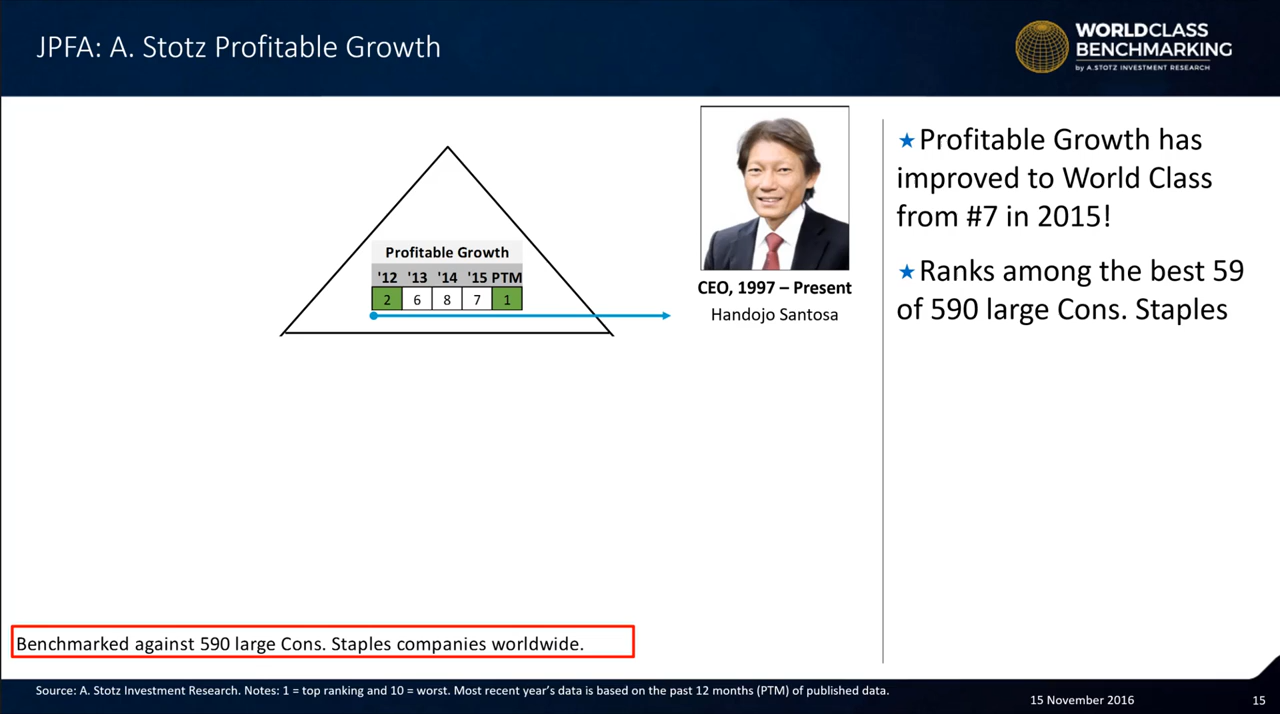 JPFA: A. Stotz Profitable Growth
WORLDCLASS
BENCHMARKING
by A.STOTZ INVESTMENT RESEARCH
Profitable Growth
'12 '13 '14 '15 PTM
2 6 8 7 1
CEO, 1997 – Present
Handojo Santosa
★Profitable Growth has
improved to World Class
from #7 in 2015!
★Ranks among the best 59
of 590 large Cons. Staples
Benchmarked against 590 large Cons. Staples companies worldwide.
Source: A. Stotz Investment Research. Notes: 1 = top ranking and 10 = worst. Most recent year's data is based on the past 12 months (PTM) of published data.
15 November 2016
15